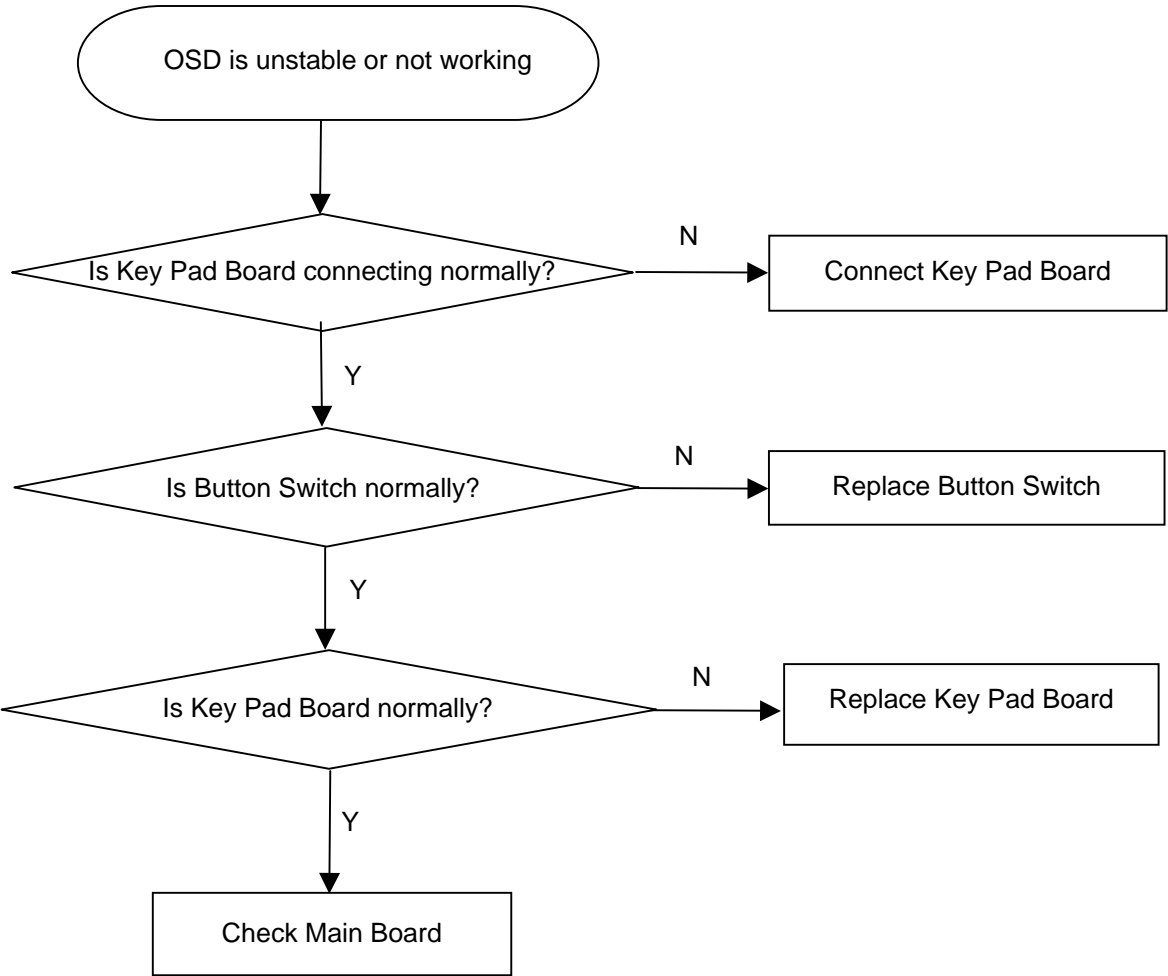 OSD is unstable or not working
Is Key Pad Board connecting normally?
N
Connect Key Pad Board
Y
Is Button Switch normally?
N
Replace Button Switch
Y
Is Key Pad Board normally?
N
Replace Key Pad Board
Y
Check Main Board